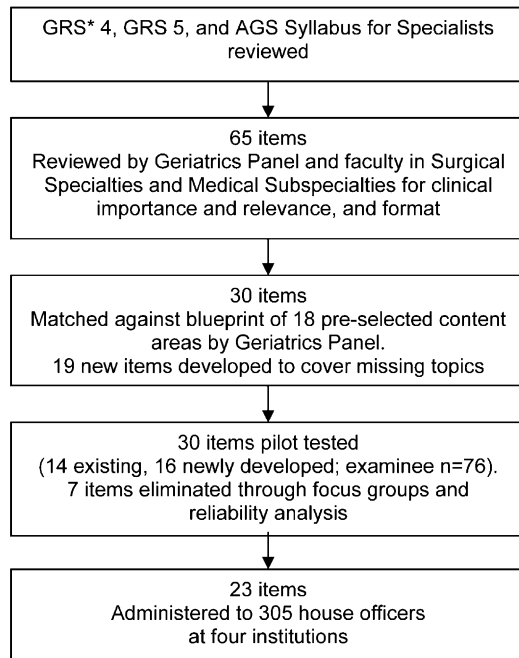 GRS* 4, GRS 5, and AGS Syllabus for Specialists
reviewed
65 items
Reviewed by Geriatrics Panel and faculty in Surgical
Specialties and Medical Subspecialties for clinical
importance and relevance, and format
30 items
Matched against blueprint of 18 pre-selected content
areas by Geriatrics Panel.
19 new items developed to cover missing topics
30 items pilot tested
(14 existing, 16 newly developed; examinee n=76).
7 items eliminated through focus groups and
reliability analysis
23 items
Administered to 305 house officers
at four institutions